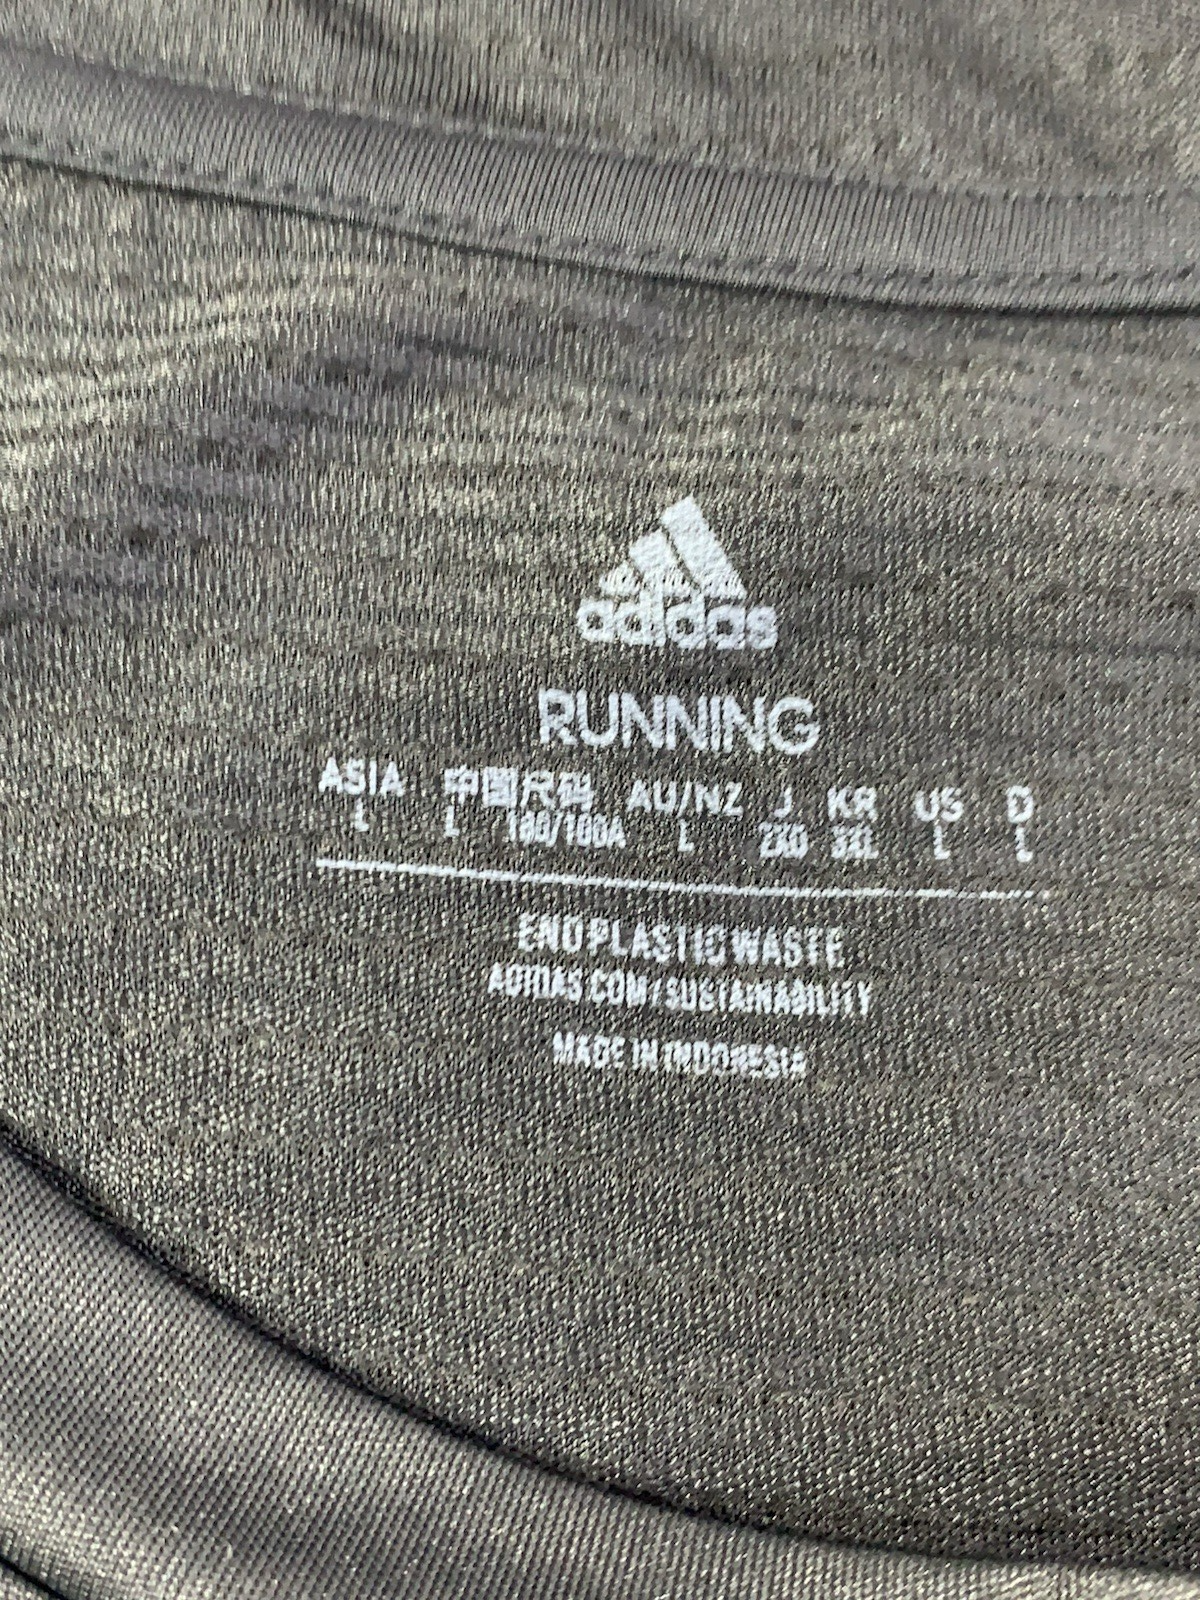 adidas
RUNNING
ASIA 中国尺码 AU/NZ J KR US D
L L 180/100A L 2XO 3XL L L
END PLASTIC WASTE
ADIDAS.COM/SUSTAINABILITY
MADE IN INDONESIA